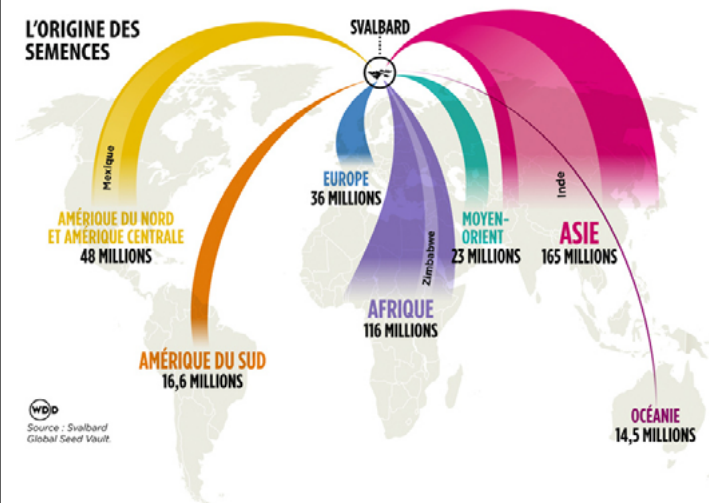 L'ORIGINE DES
SEMENCES
SVALBARD
Mexique
AMÉRIQUE DU NORD
ET AMÉRIQUE CENTRALE
48 MILLIONS
EUROPE
36 MILLIONS
Zimbabwe
MOYEN-
ORIENT
23 MILLIONS
Inde
ASIE
165 MILLIONS
AFRIQUE
116 MILLIONS
AMÉRIQUE DU SUD
16,6 MILLIONS
OCÉANIE
14,5 MILLIONS
WDD
Source : Svalbard
Global Seed Vault.